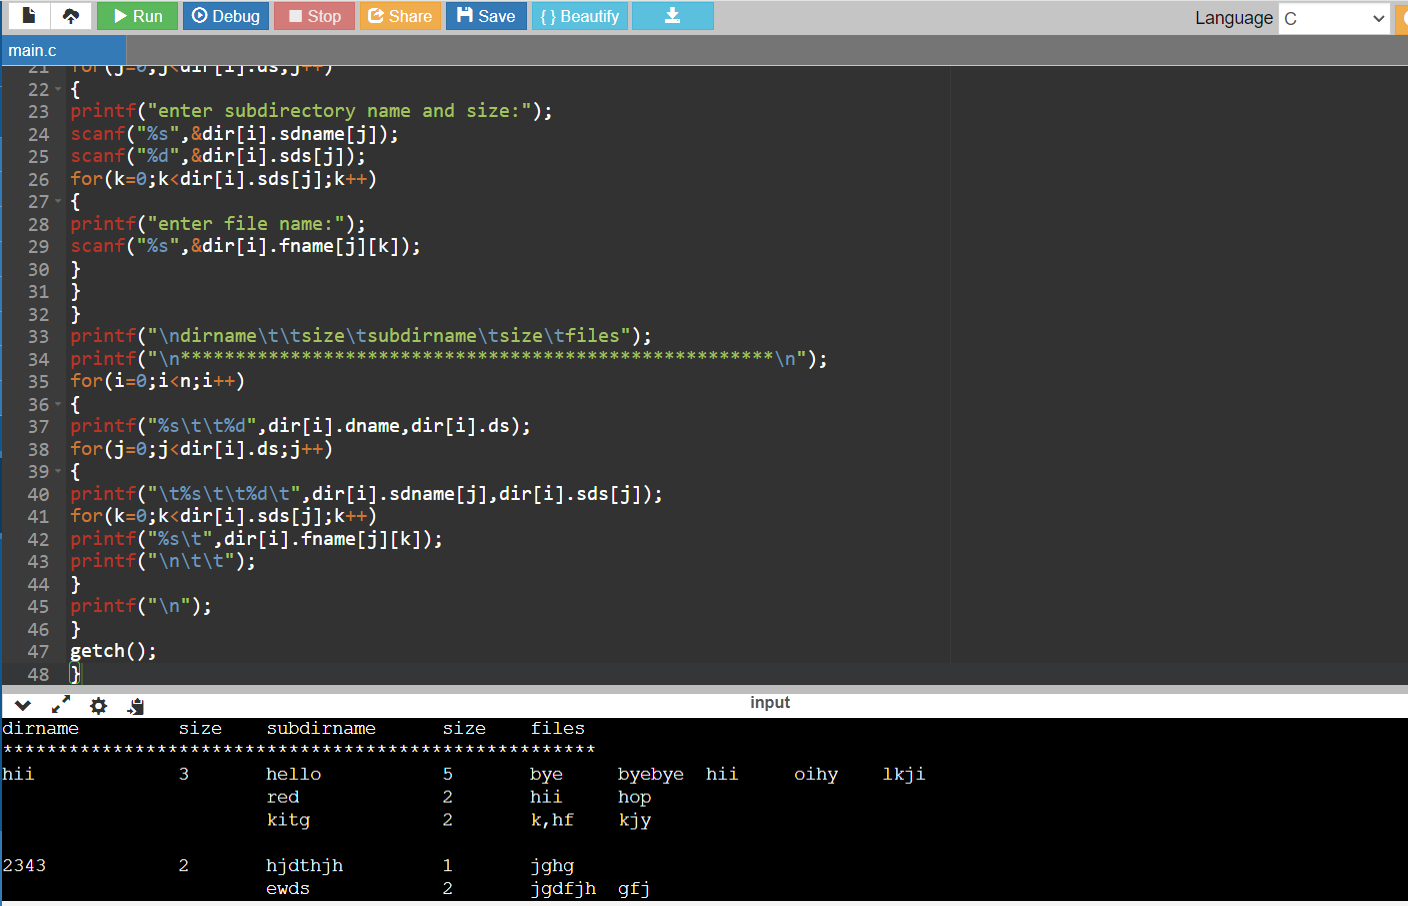 Run Debug Stop Share Save { } Beautify Language C
main.c
21 for(j=0;j<dir[i].ds;j++)
22 {
23 printf("enter subdirectory name and size:");
24 scanf("%s",&dir[i].sdname[j]);
25 scanf("%d",&dir[i].sds[j]);
26 for(k=0;k<dir[i].sds[j];k++)
27 {
28 printf("enter file name:");
29 scanf("%s",&dir[i].fname[j][k]);
30 }
31 }
32 }
33 printf("\ndirname\t\tsize\tsubdirname\tsize\tfiles");
34 printf("\n******************************************************\n");
35 for(i=0;i<n;i++)
36 {
37 printf("%s\t\t%d",dir[i].dname,dir[i].ds);
38 for(j=0;j<dir[i].ds;j++)
39 {
40 printf("\t%s\t\t%d\t",dir[i].sdname[j],dir[i].sds[j]);
41 for(k=0;k<dir[i].sds[j];k++)
42 printf("%s\t",dir[i].fname[j][k]);
43 printf("\n\t\t");
44 }
45 printf("\n");
46 }
47 getch();
48 }
input
dirname size subdirname size files
******************************************************
hii 3 hello 5 bye byebye hii oihy lkji
red 2 hii hop
kitg 2 k,hf kjy
2343 2 hjdthjh 1 jghg
ewds 2 jgdfjh gfj